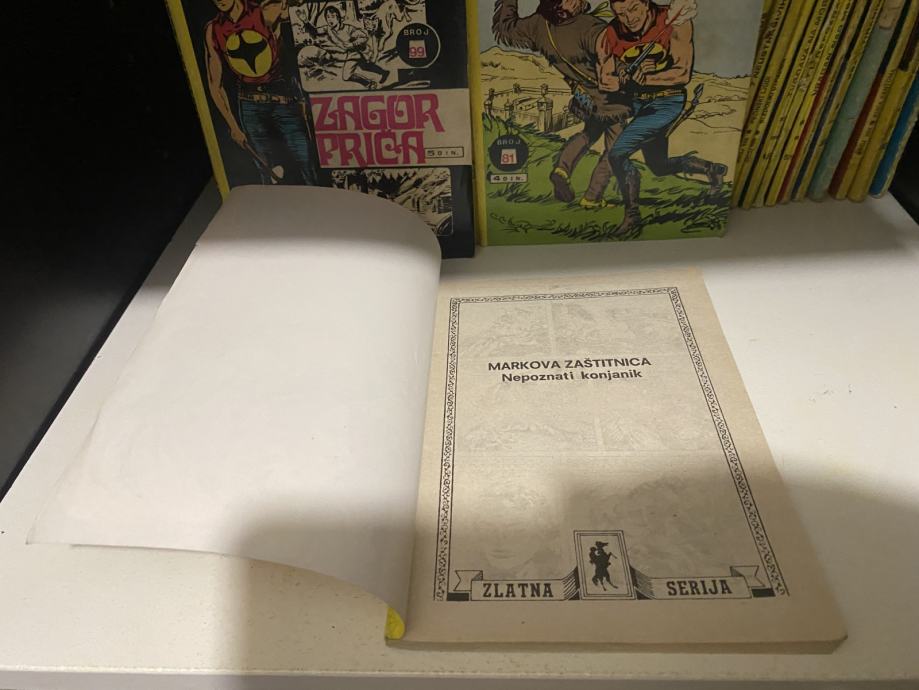 BROJ
99
ZAGOR
PRIČA
5 DIN.
BROJ
81
4 DIN.
MARKOVA ZAŠTITNICA
Nepoznati konjanik
ZLATNA
SERIJA